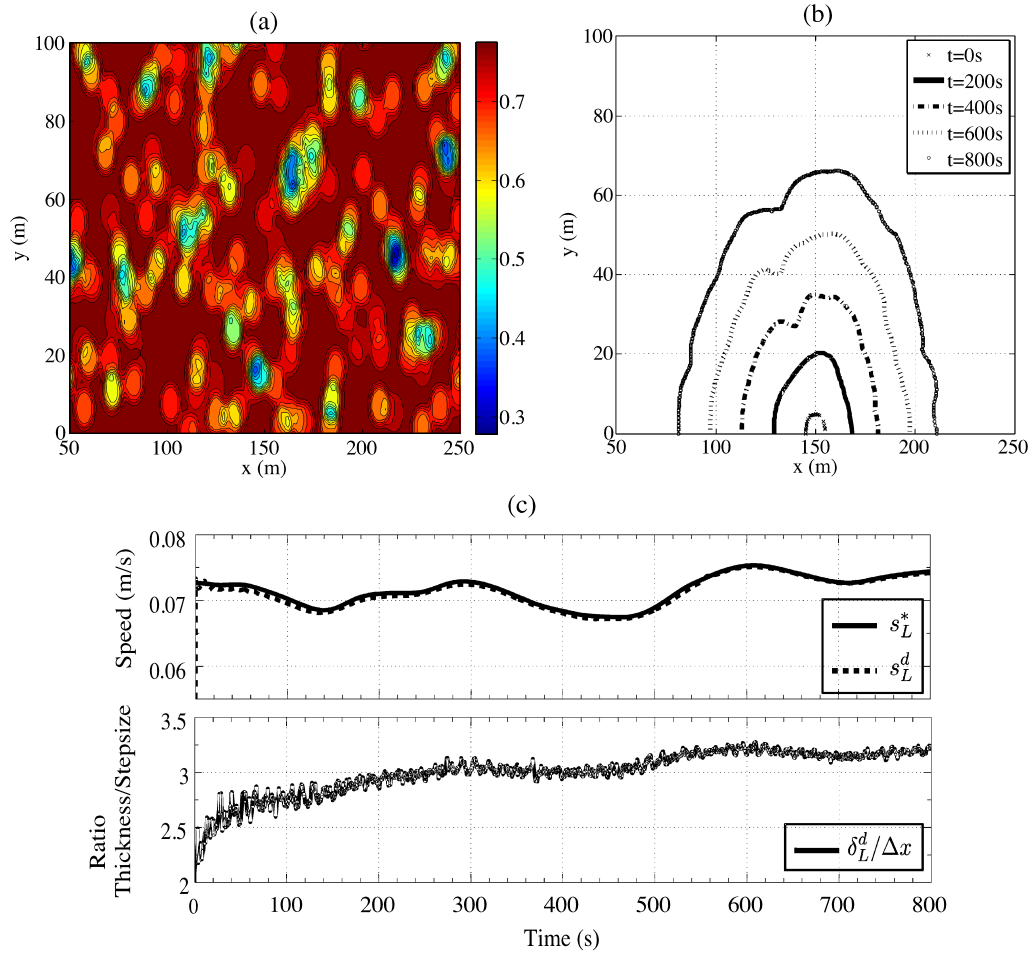 (a)
100
80
60
40
20
0
y (m)
50
100
150
200
250
x (m)
0.7
0.6
0.5
0.4
0.3
(b)
100
80
60
40
20
0
y (m)
50
100
150
200
250
x (m)
t=0s
t=200s
t=400s
t=600s
t=800s
(c)
0.08
0.07
0.06
Speed (m/s)
s*L
sdL
3.5
3
2.5
2
Ratio
Thickness/Stepsize
δdL/Δx
0
100
200
300
400
500
600
700
800
Time (s)